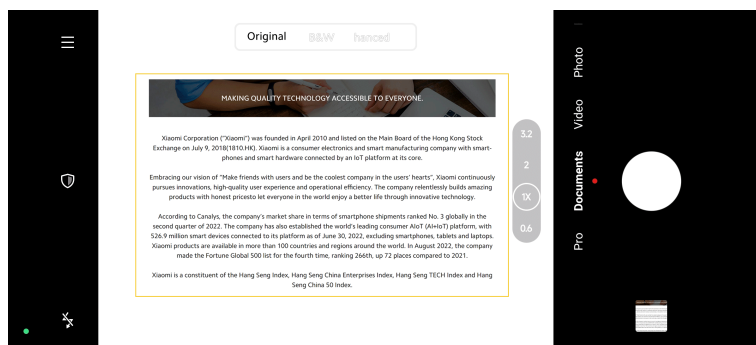 Original B&W hanced
MAKING QUALITY TECHNOLOGY ACCESSIBLE TO EVERYONE.
Xiaomi Corporation ("Xiaomi") was founded in April 2010 and listed on the Main Board of the Hong Kong Stock
Exchange on July 9, 2018(1810.HK). Xiaomi is a consumer electronics and smart manufacturing company with smart-
phones and smart hardware connected by an IoT platform at its core.
Embracing our vision of "Make friends with users and be the coolest company in the users' hearts", Xiaomi continuously
pursues innovations, high-quality user experience and operational efficiency. The company relentlessly builds amazing
products with honest pricesto let everyone in the world enjoy a better life through innovative technology.
According to Canalys, the company's market share in terms of smartphone shipments ranked No. 3 globally in the
second quarter of 2022. The company has also established the world's leading consumer AIoT (AI+IoT) platform, with
526.9 million smart devices connected to its platform as of June 30, 2022, excluding smartphones, tablets and laptops.
Xiaomi products are available in more than 100 countries and regions around the world. In August 2022, the company
made the Fortune Global 500 list for the fourth time, ranking 266th, up 72 places compared to 2021.
Xiaomi is a constituent of the Hang Seng Index, Hang Seng China Enterprises Index, Hang Seng TECH Index and Hang
Seng China 50 Index.
3.2
2
1X
0.6
Photo
Video
Documents
Pro